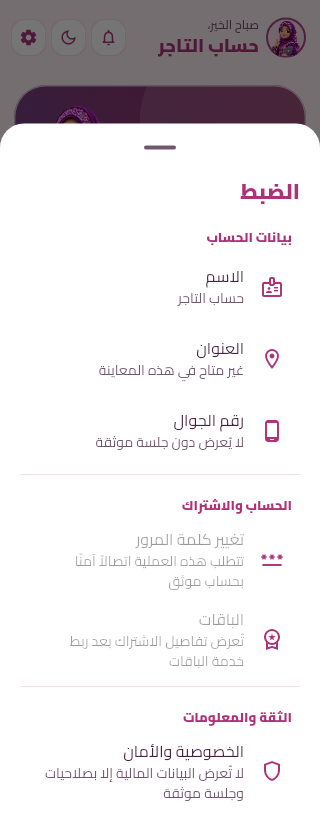 صباح الخير،
حساب التاجر
الضبط
بيانات الحساب
الاسم
حساب التاجر
العنوان
غير متاح في هذه المعاينة
رقم الجوال
لا يُعرض دون جلسة موثقة
الحساب والاشتراك
تغيير كلمة المرور
تتطلب هذه العملية اتصالاً آمنًا
بحساب موثق
الباقات
تُعرض تفاصيل الاشتراك بعد ربط
خدمة الباقات
الثقة والمعلومات
الخصوصية والأمان
لا تُعرض البيانات المالية إلا بصلاحيات
وجلسة موثقة